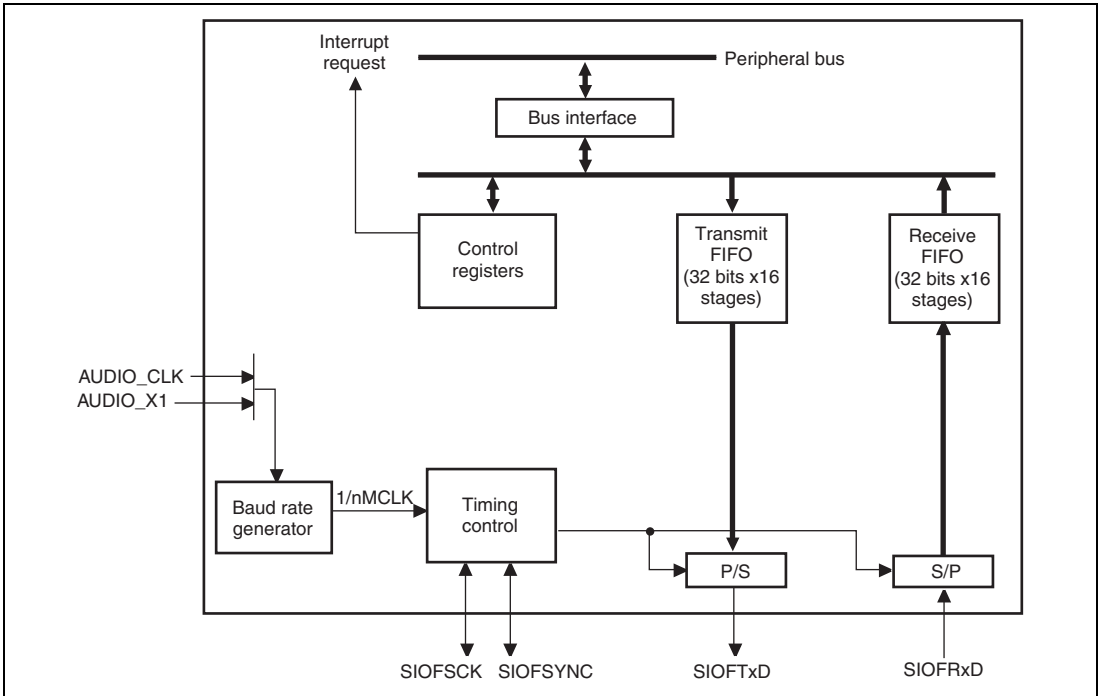 Interrupt
request
Peripheral bus
Bus interface
Control
registers
Transmit
FIFO
(32 bits x16
stages)
Receive
FIFO
(32 bits x16
stages)
AUDIO_CLK
AUDIO_X1
Baud rate
generator
1/nMCLK
Timing
control
P/S
S/P
SIOFSCK
SIOFSYNC
SIOFTxD
SIOFRxD